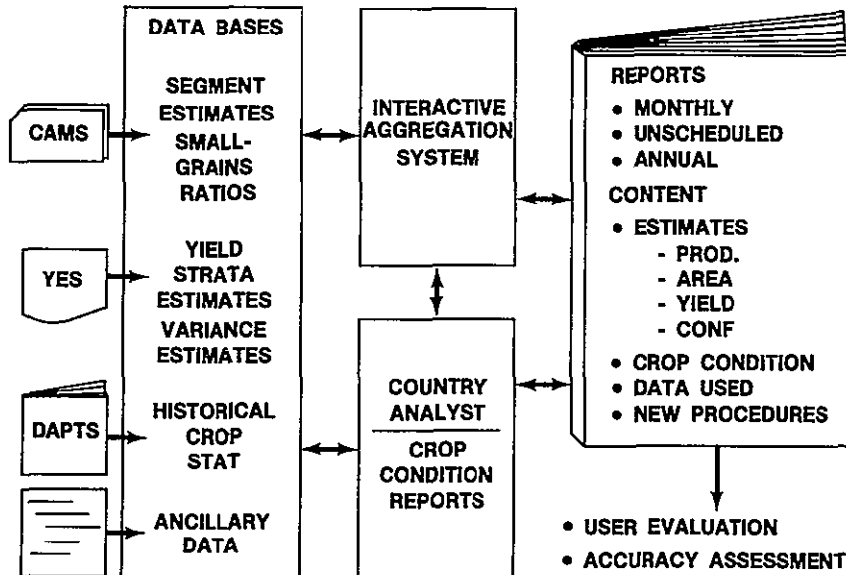 DATA BASES
CAMS
SEGMENT
ESTIMATES
SMALL-
GRAINS
RATIOS
YES
YIELD
STRATA
ESTIMATES
VARIANCE
ESTIMATES
DAPTS
HISTORICAL
CROP
STAT
ANCILLARY
DATA
INTERACTIVE
AGGREGATION
SYSTEM
COUNTRY
ANALYST
CROP
CONDITION
REPORTS
REPORTS
• MONTHLY
• UNSCHEDULED
• ANNUAL
CONTENT
• ESTIMATES
- PROD.
- AREA
- YIELD
- CONF
• CROP CONDITION
• DATA USED
• NEW PROCEDURES
• USER EVALUATION
• ACCURACY ASSESSMENT